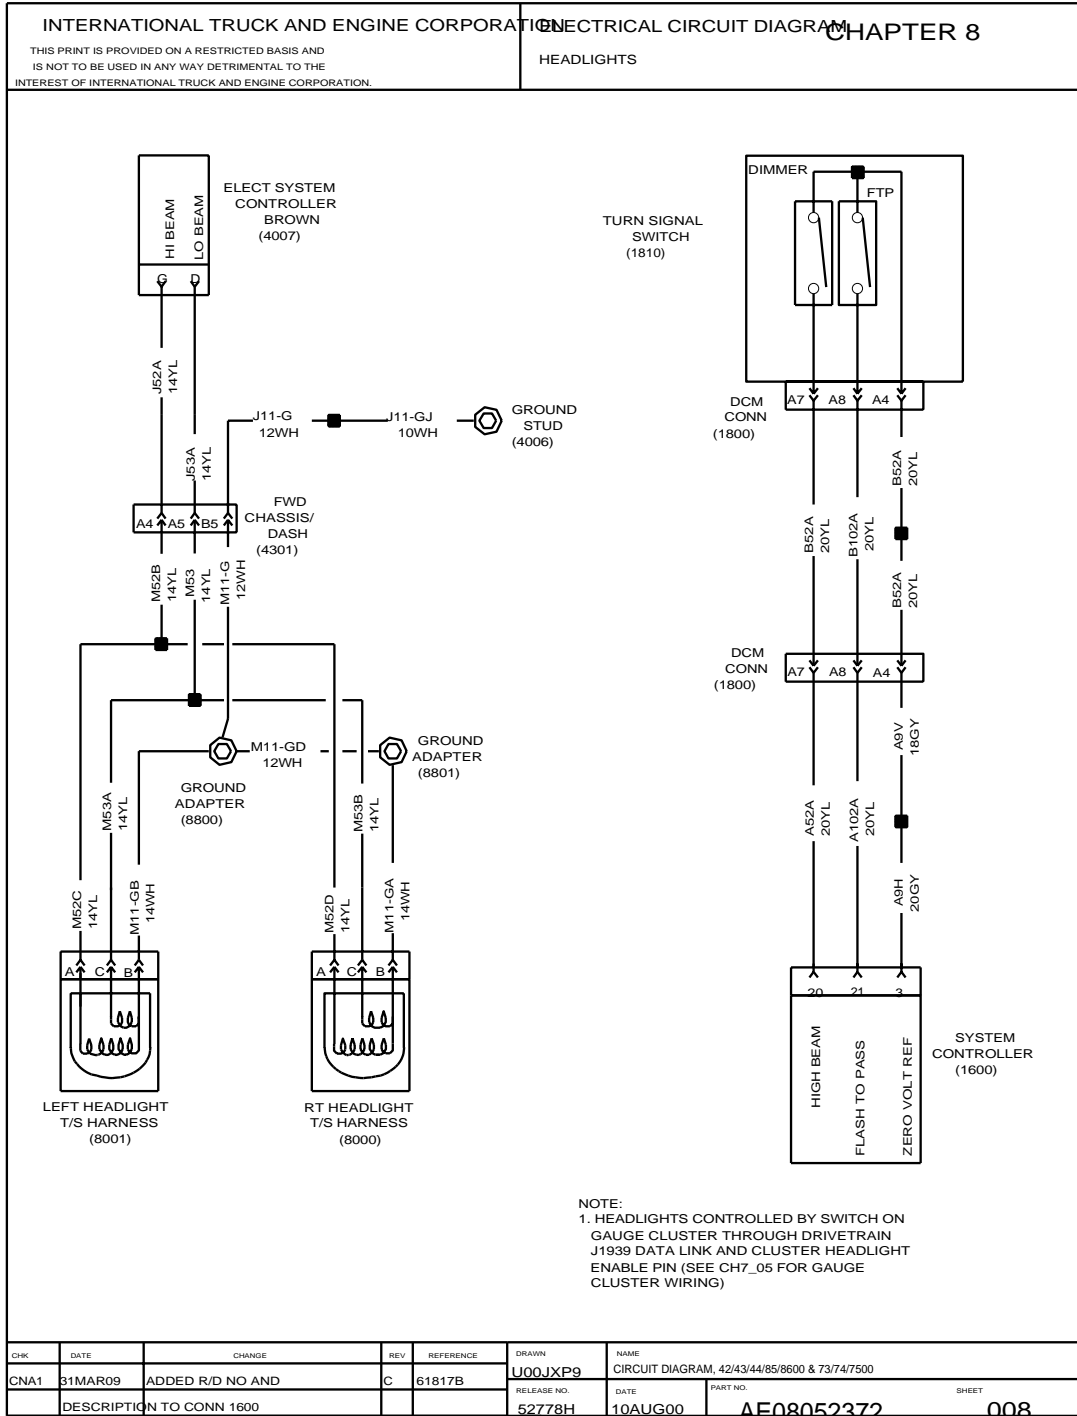 INTERNATIONAL TRUCK AND ENGINE CORPORATION
THIS PRINT IS PROVIDED ON A RESTRICTED BASIS AND
IS NOT TO BE USED IN ANY WAY DETRIMENTAL TO THE
INTEREST OF INTERNATIONAL TRUCK AND ENGINE CORPORATION.
ELECTRICAL CIRCUIT DIAGRAM
CHAPTER 8
HEADLIGHTS
HI BEAM
LO BEAM
G
D
ELECT SYSTEM
CONTROLLER
BROWN
(4007)
J52A
14YL
J53A
14YL
J11-G
12WH
J11-GJ
10WH
GROUND
STUD
(4006)
A4
A5
B5
FWD
CHASSIS/
DASH
(4301)
M52B
14YL
M53
14YL
M11-G
12WH
M11-GD
12WH
GROUND
ADAPTER
(8800)
GROUND
ADAPTER
(8801)
M53A
14YL
M53B
14YL
M52C
14YL
M11-GB
14WH
M52D
14YL
M11-GA
14WH
A
C
B
A
C
B
LEFT HEADLIGHT
T/S HARNESS
(8001)
RT HEADLIGHT
T/S HARNESS
(8000)
DIMMER
FTP
TURN SIGNAL
SWITCH
(1810)
DCM
CONN
(1800)
A7
A8
A4
B52A
20YL
B102A
20YL
B52A
20YL
B52A
20YL
DCM
CONN
(1800)
A7
A8
A4
A9V
18GY
A52A
20YL
A102A
20YL
A9H
20GY
20
21
3
HIGH BEAM
FLASH TO PASS
ZERO VOLT REF
SYSTEM
CONTROLLER
(1600)
NOTE:
1. HEADLIGHTS CONTROLLED BY SWITCH ON
GAUGE CLUSTER THROUGH DRIVETRAIN
J1939 DATA LINK AND CLUSTER HEADLIGHT
ENABLE PIN (SEE CH7_05 FOR GAUGE
CLUSTER WIRING)
CHK
DATE
CHANGE
REV
REFERENCE
CNA1
31MAR09
ADDED R/D NO AND
C
61817B
DESCRIPTION TO CONN 1600
DRAWN
U00JXP9
NAME
CIRCUIT DIAGRAM, 42/43/44/85/8600 & 73/74/7500
RELEASE NO.
52778H
DATE
10AUG00
PART NO.
AE08052372
SHEET
008